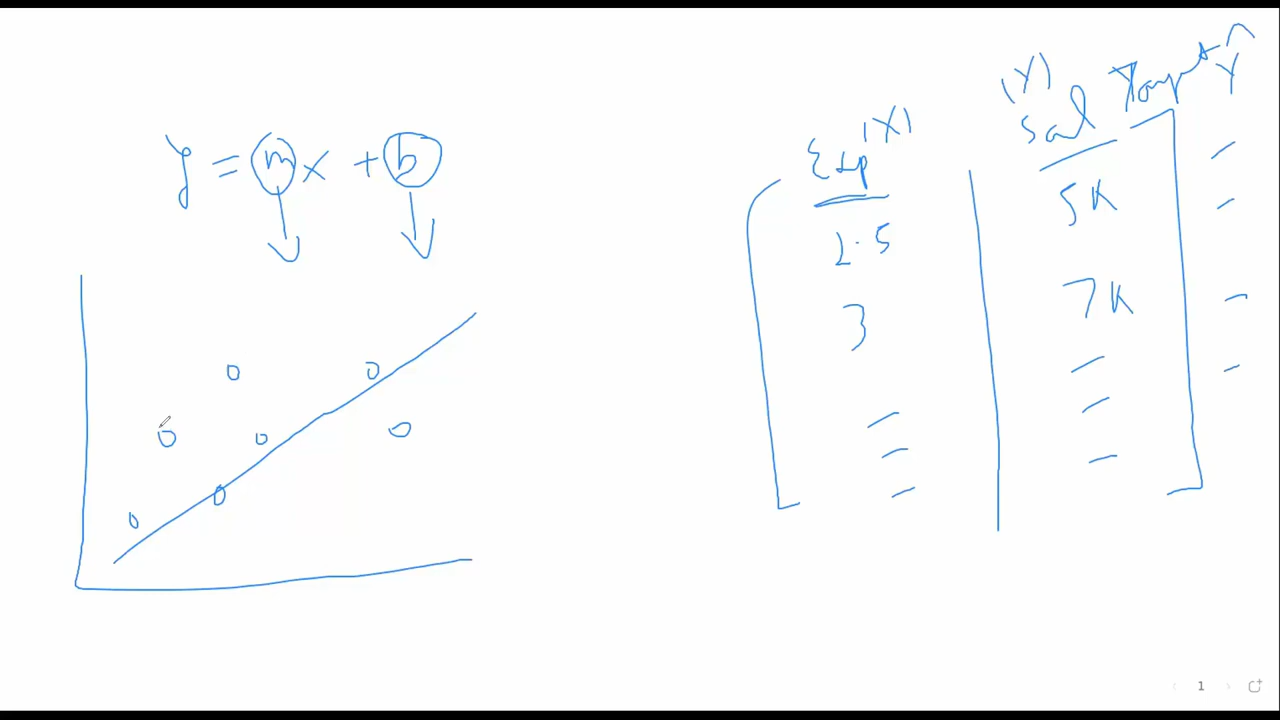 y = mx + b
Exp (X)
(Y)
Sal Target Ŷ
2.5
5K
3
7K
1